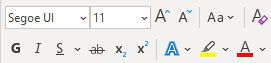 Segoe UI 11 A A Aa A
G I S ab x₂ x² A A